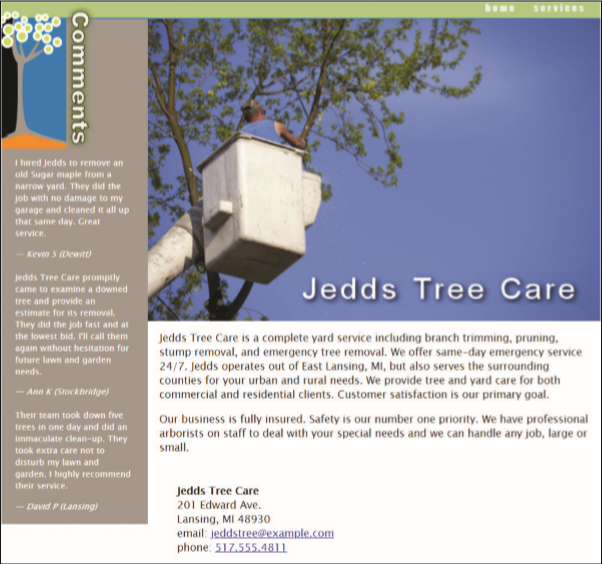 home services
Comments
I hired Jedds to remove an
old Sugar maple from a
narrow yard. They did the
job with no damage to my
garage and cleaned it all up
that same day. Great
service.
— Kevin S (Dewitt)
Jedds Tree Care promptly
came to examine a downed
tree and provide an
estimate for its removal.
They did the job fast and at
the lowest bid. I'll call them
again without hesitation for
future lawn and garden
needs.
— Ann K (Stockbridge)
Their team took down five
trees in one day and did an
immaculate clean-up. They
took extra care not to
disturb my lawn and
garden. I highly recommend
their service.
— David P (Lansing)
Jedds Tree Care
Jedds Tree Care is a complete yard service including branch trimming, pruning,
stump removal, and emergency tree removal. We offer same-day emergency service
24/7. Jedds operates out of East Lansing, MI, but also serves the surrounding
counties for your urban and rural needs. We provide tree and yard care for both
commercial and residential clients. Customer satisfaction is our primary goal.
Our business is fully insured. Safety is our number one priority. We have professional
arborists on staff to deal with your special needs and we can handle any job, large or
small.
Jedds Tree Care
201 Edward Ave.
Lansing, MI 48930
email: jeddstree@example.com
phone: 517.555.4811